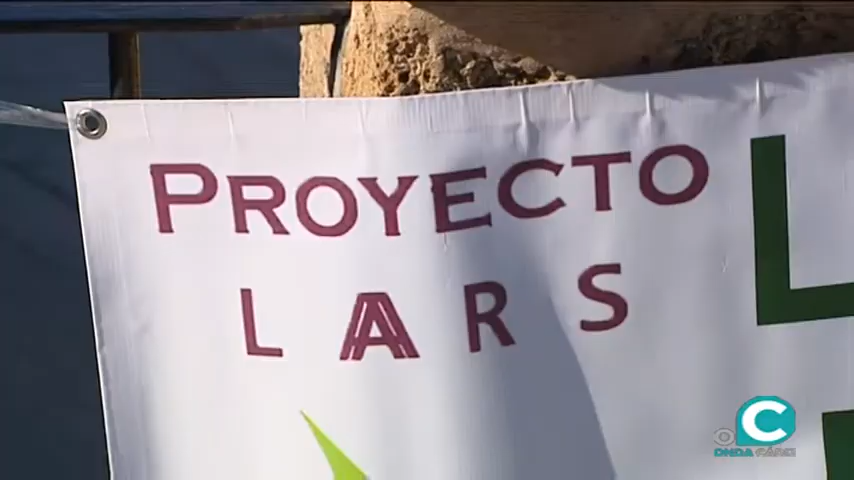 PROYECTO
LARS
L
C
ONDA CÁDIZ